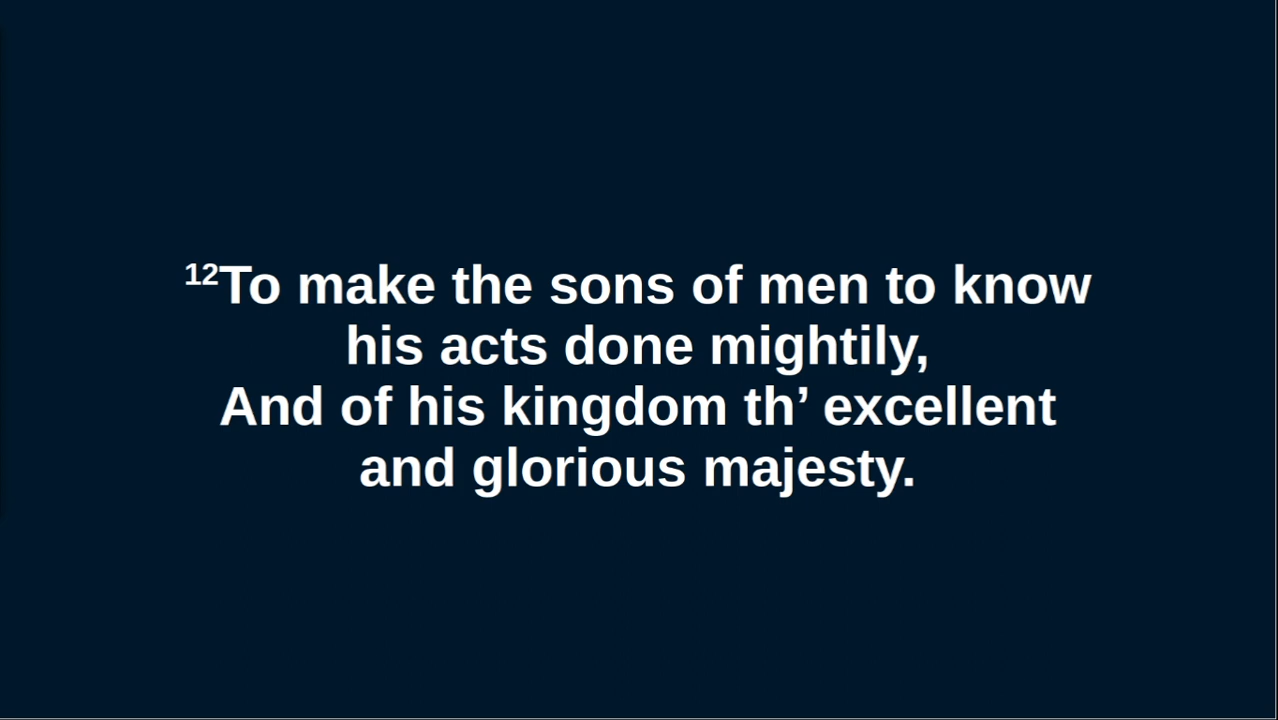 12To make the sons of men to know
his acts done mightily,
And of his kingdom th’ excellent
and glorious majesty.